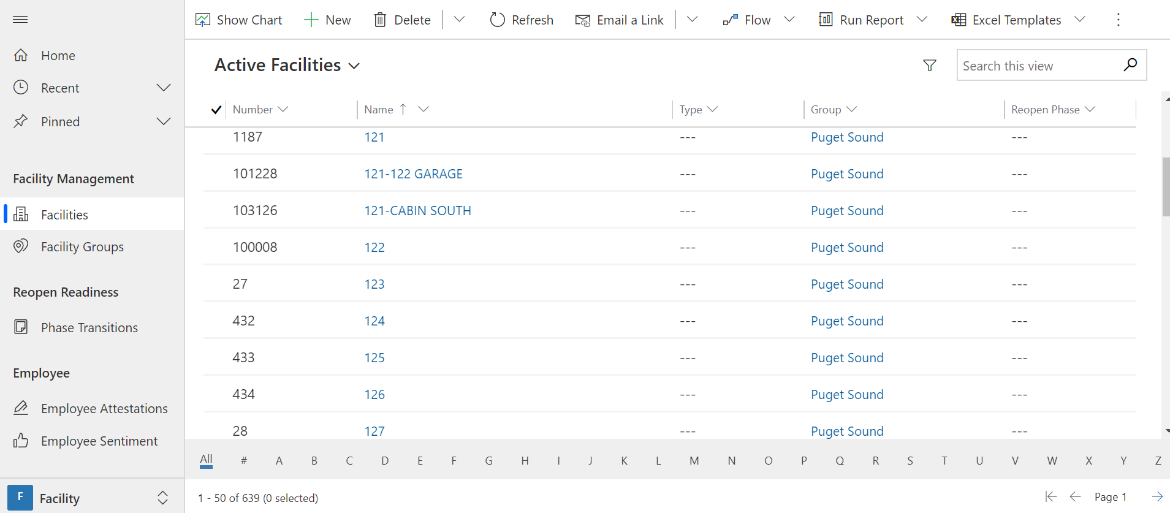 Show Chart New Delete Refresh Email a Link Flow Run Report Excel Templates
Home
Recent
Pinned
Facility Management
Facilities
Facility Groups
Reopen Readiness
Phase Transitions
Employee
Employee Attestations
Employee Sentiment
F Facility
Active Facilities
Search this view
Number Name Type Group Reopen Phase
1187 121 --- Puget Sound ---
101228 121-122 GARAGE --- Puget Sound ---
103126 121-CABIN SOUTH --- Puget Sound ---
100008 122 --- Puget Sound ---
27 123 --- Puget Sound ---
432 124 --- Puget Sound ---
433 125 --- Puget Sound ---
434 126 --- Puget Sound ---
28 127 --- Puget Sound ---
All # A B C D E F G H I J K L M N O P Q R S T U V W X Y Z
1 - 50 of 639 (0 selected) Page 1